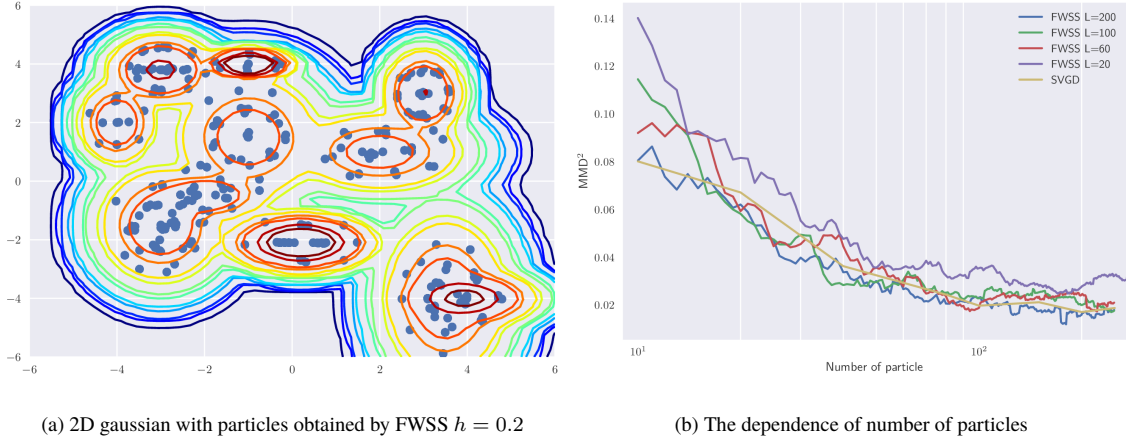 6
4
2
0
−2
−4
−6
−6
−4
−2
0
2
4
6
(a) 2D gaussian with particles obtained by FWSS h = 0.2
0.14
0.12
0.10
0.08
0.06
0.04
0.02
MMD²
10¹
10²
Number of particle
FWSS L=200
FWSS L=100
FWSS L=60
FWSS L=20
SVGD
(b) The dependence of number of particles